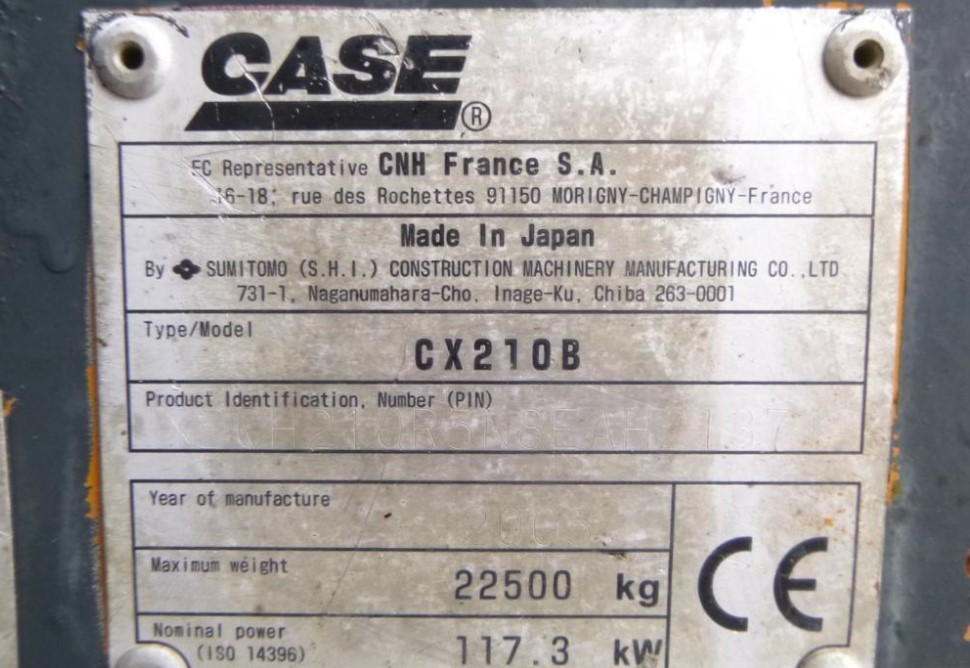 CASE
®
EC Representative CNH France S.A.
16-18, rue des Rochettes 91150 MORIGNY-CHAMPIGNY-France
Made In Japan
By SUMITOMO (S.H.I.) CONSTRUCTION MACHINERY MANUFACTURING CO.,LTD
731-1, Naganumahara-Cho, Inage-Ku, Chiba 263-0001
Type/Model
CX210B
Product Identification, Number (PIN)
Year of manufacture
Maximum weight
22500 kg
CE
Nominal power
(ISO 14396)
117.3 kW